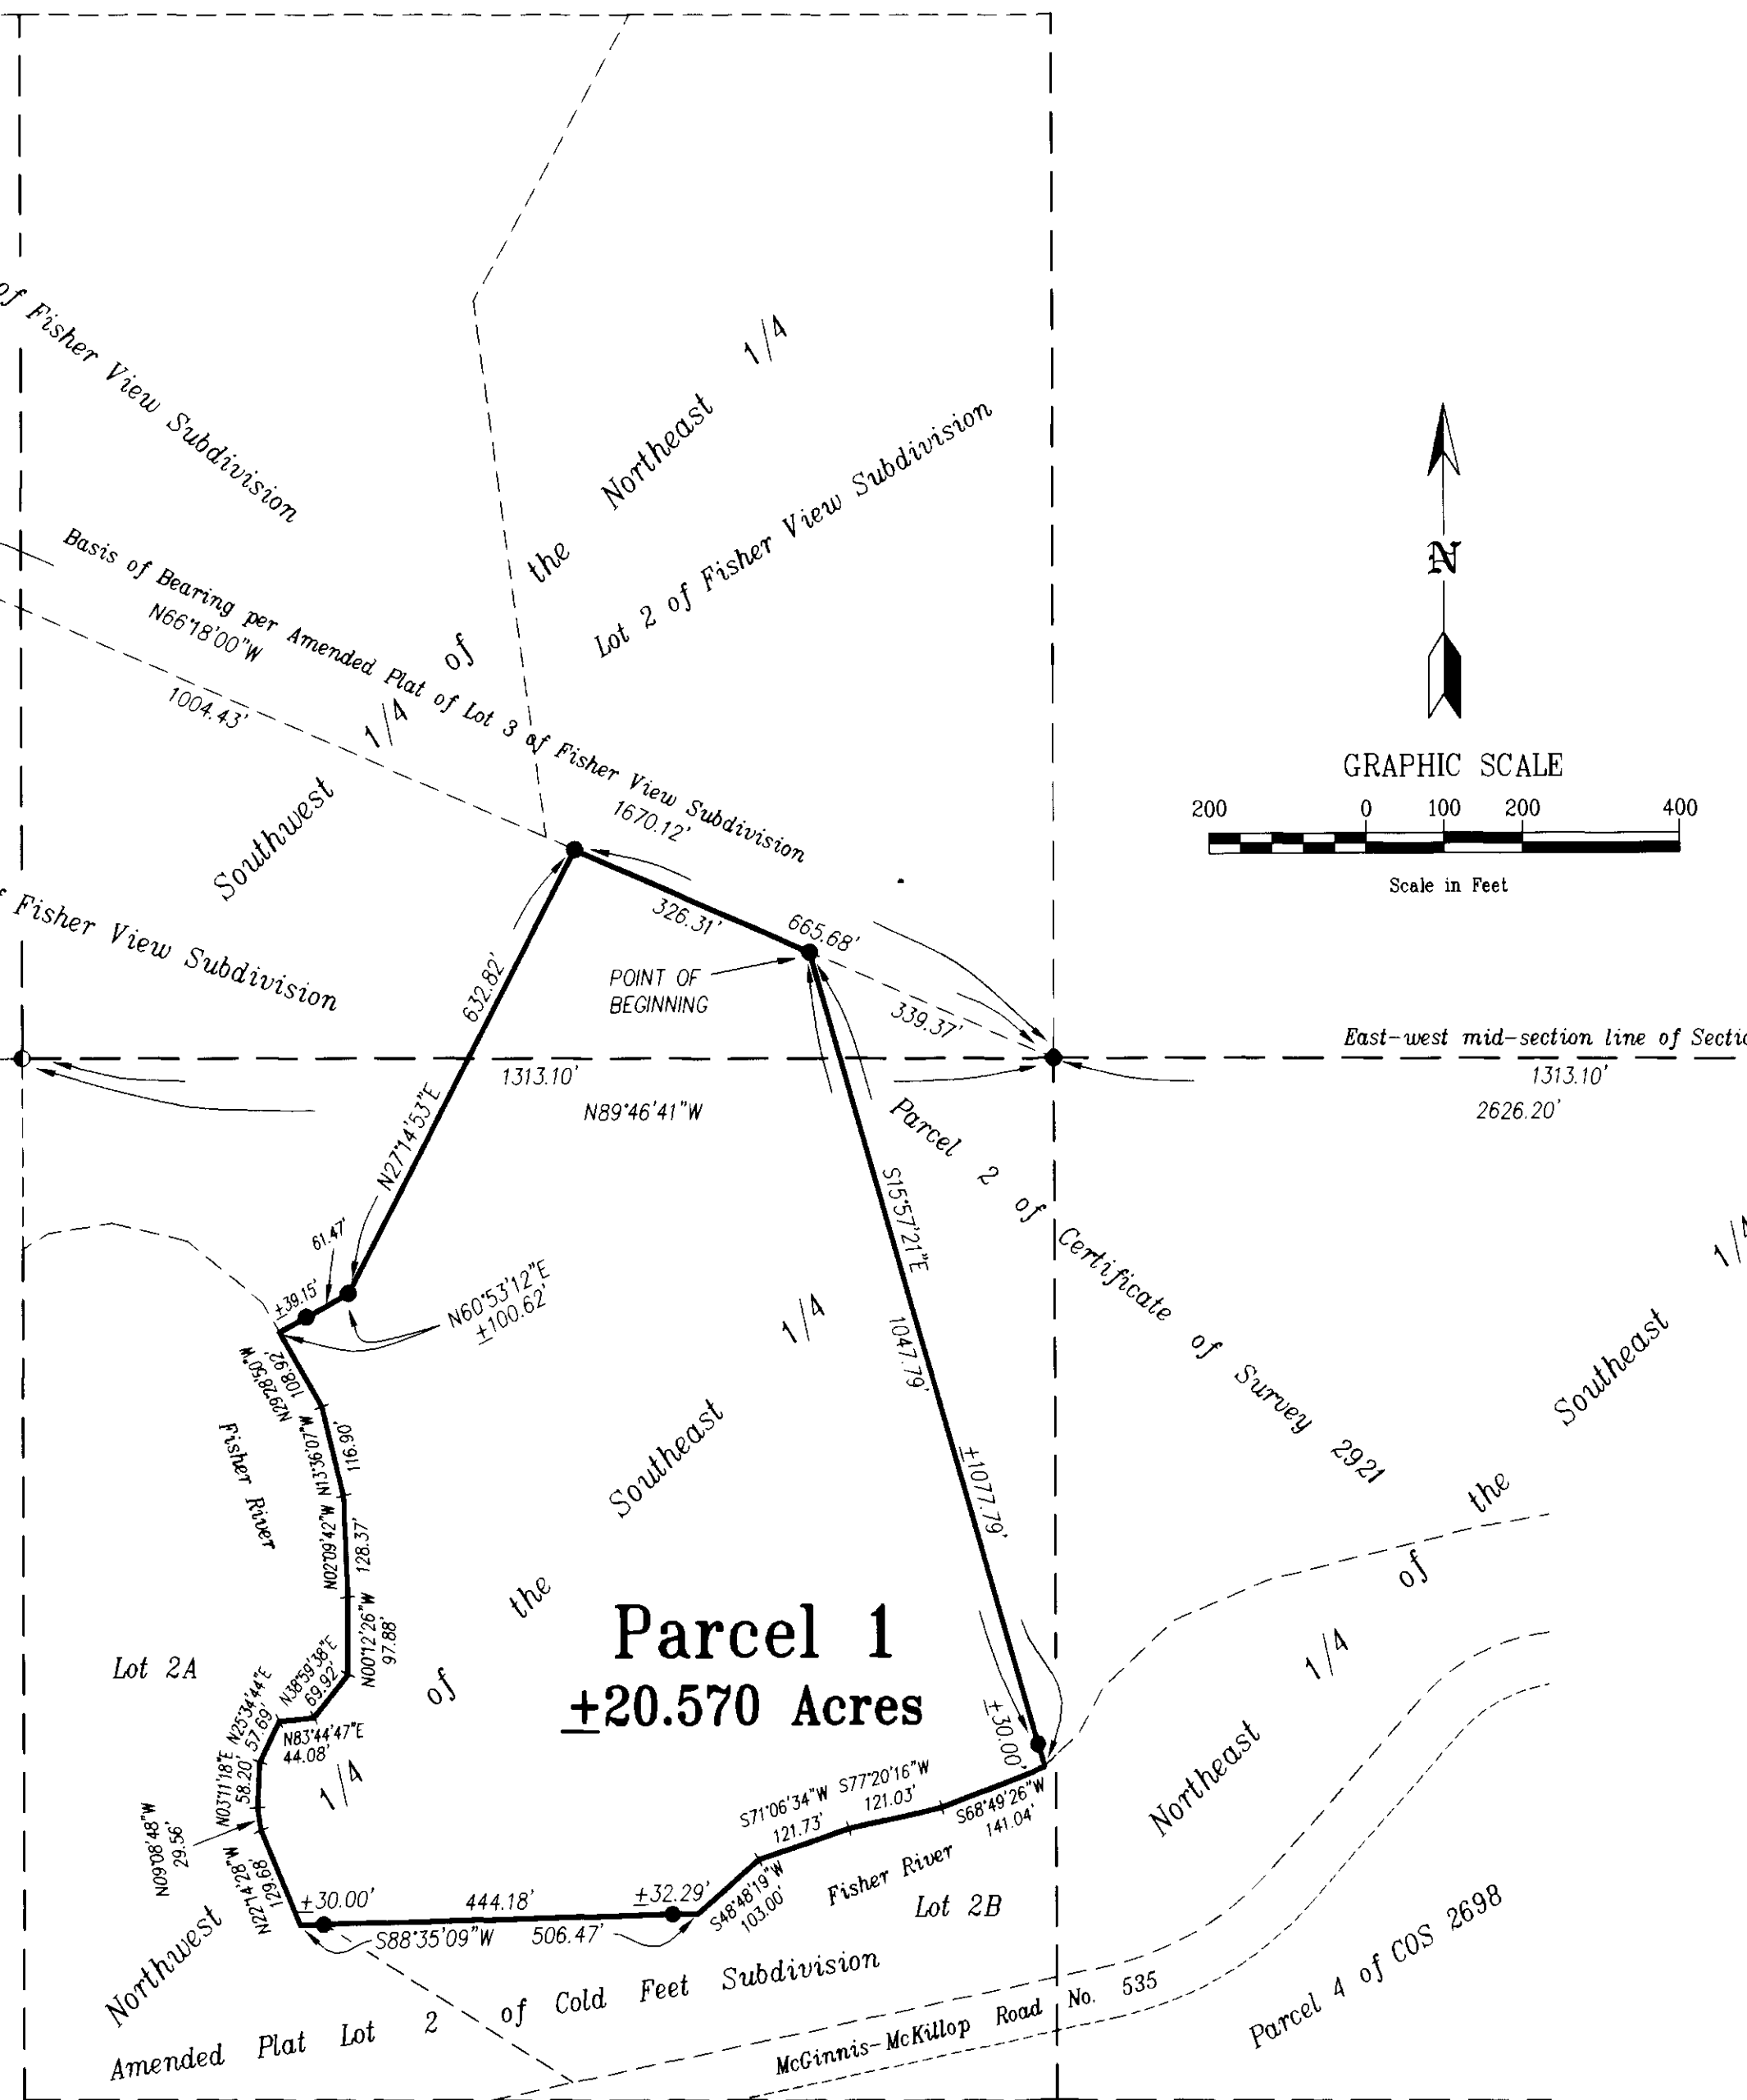 of Fisher View Subdivision
Basis of Bearing per Amended Plat of Lot 3 of Fisher View Subdivision
N66°18'00"W
1670.12'
1004.43'
Southwest 1/4 of the Northeast 1/4
Lot 2 of Fisher View Subdivision
N
GRAPHIC SCALE
200 0 100 200 400
Scale in Feet
Fisher View Subdivision
326.31'
665.68'
339.37'
POINT OF
BEGINNING
632.82'
N27°14'53"E
East-west mid-section line of
1313.10'
N89°46'41"W
1313.10'
2626.20'
Parcel 2 of Certificate of Survey 2921
S15°57'21"E
1047.79'
±1077.79'
±30.00'
61.47'
±39.15'
N60°53'12"E
±100.62'
108.92'
N29°28'50"W
N13°36'07"W
116.90'
N02°09'42"W
128.37'
N00°12'26"W
97.88'
N38°59'38"E
69.92'
N83°44'47"E
44.08'
N25°34'44"E
57.69'
N03°11'18"E
58.20'
N09°08'48"W
29.56'
N22°14'28"W
129.68'
Fisher River
Lot 2A
Northwest 1/4 of the Southeast 1/4
Parcel 1
±20.570 Acres
S71°06'34"W
121.73'
S77°20'16"W
121.03'
S68°49'26"W
141.04'
S48°48'19"W
103.00'
Fisher River
Lot 2B
±30.00'
444.18'
±32.29'
S88°35'09"W
506.47'
Amended Plat Lot 2 of Cold Feet Subdivision
McGinnis-McKillop Road No. 535
Northeast 1/4 of the Southeast 1/4
Parcel 4 of COS 2698